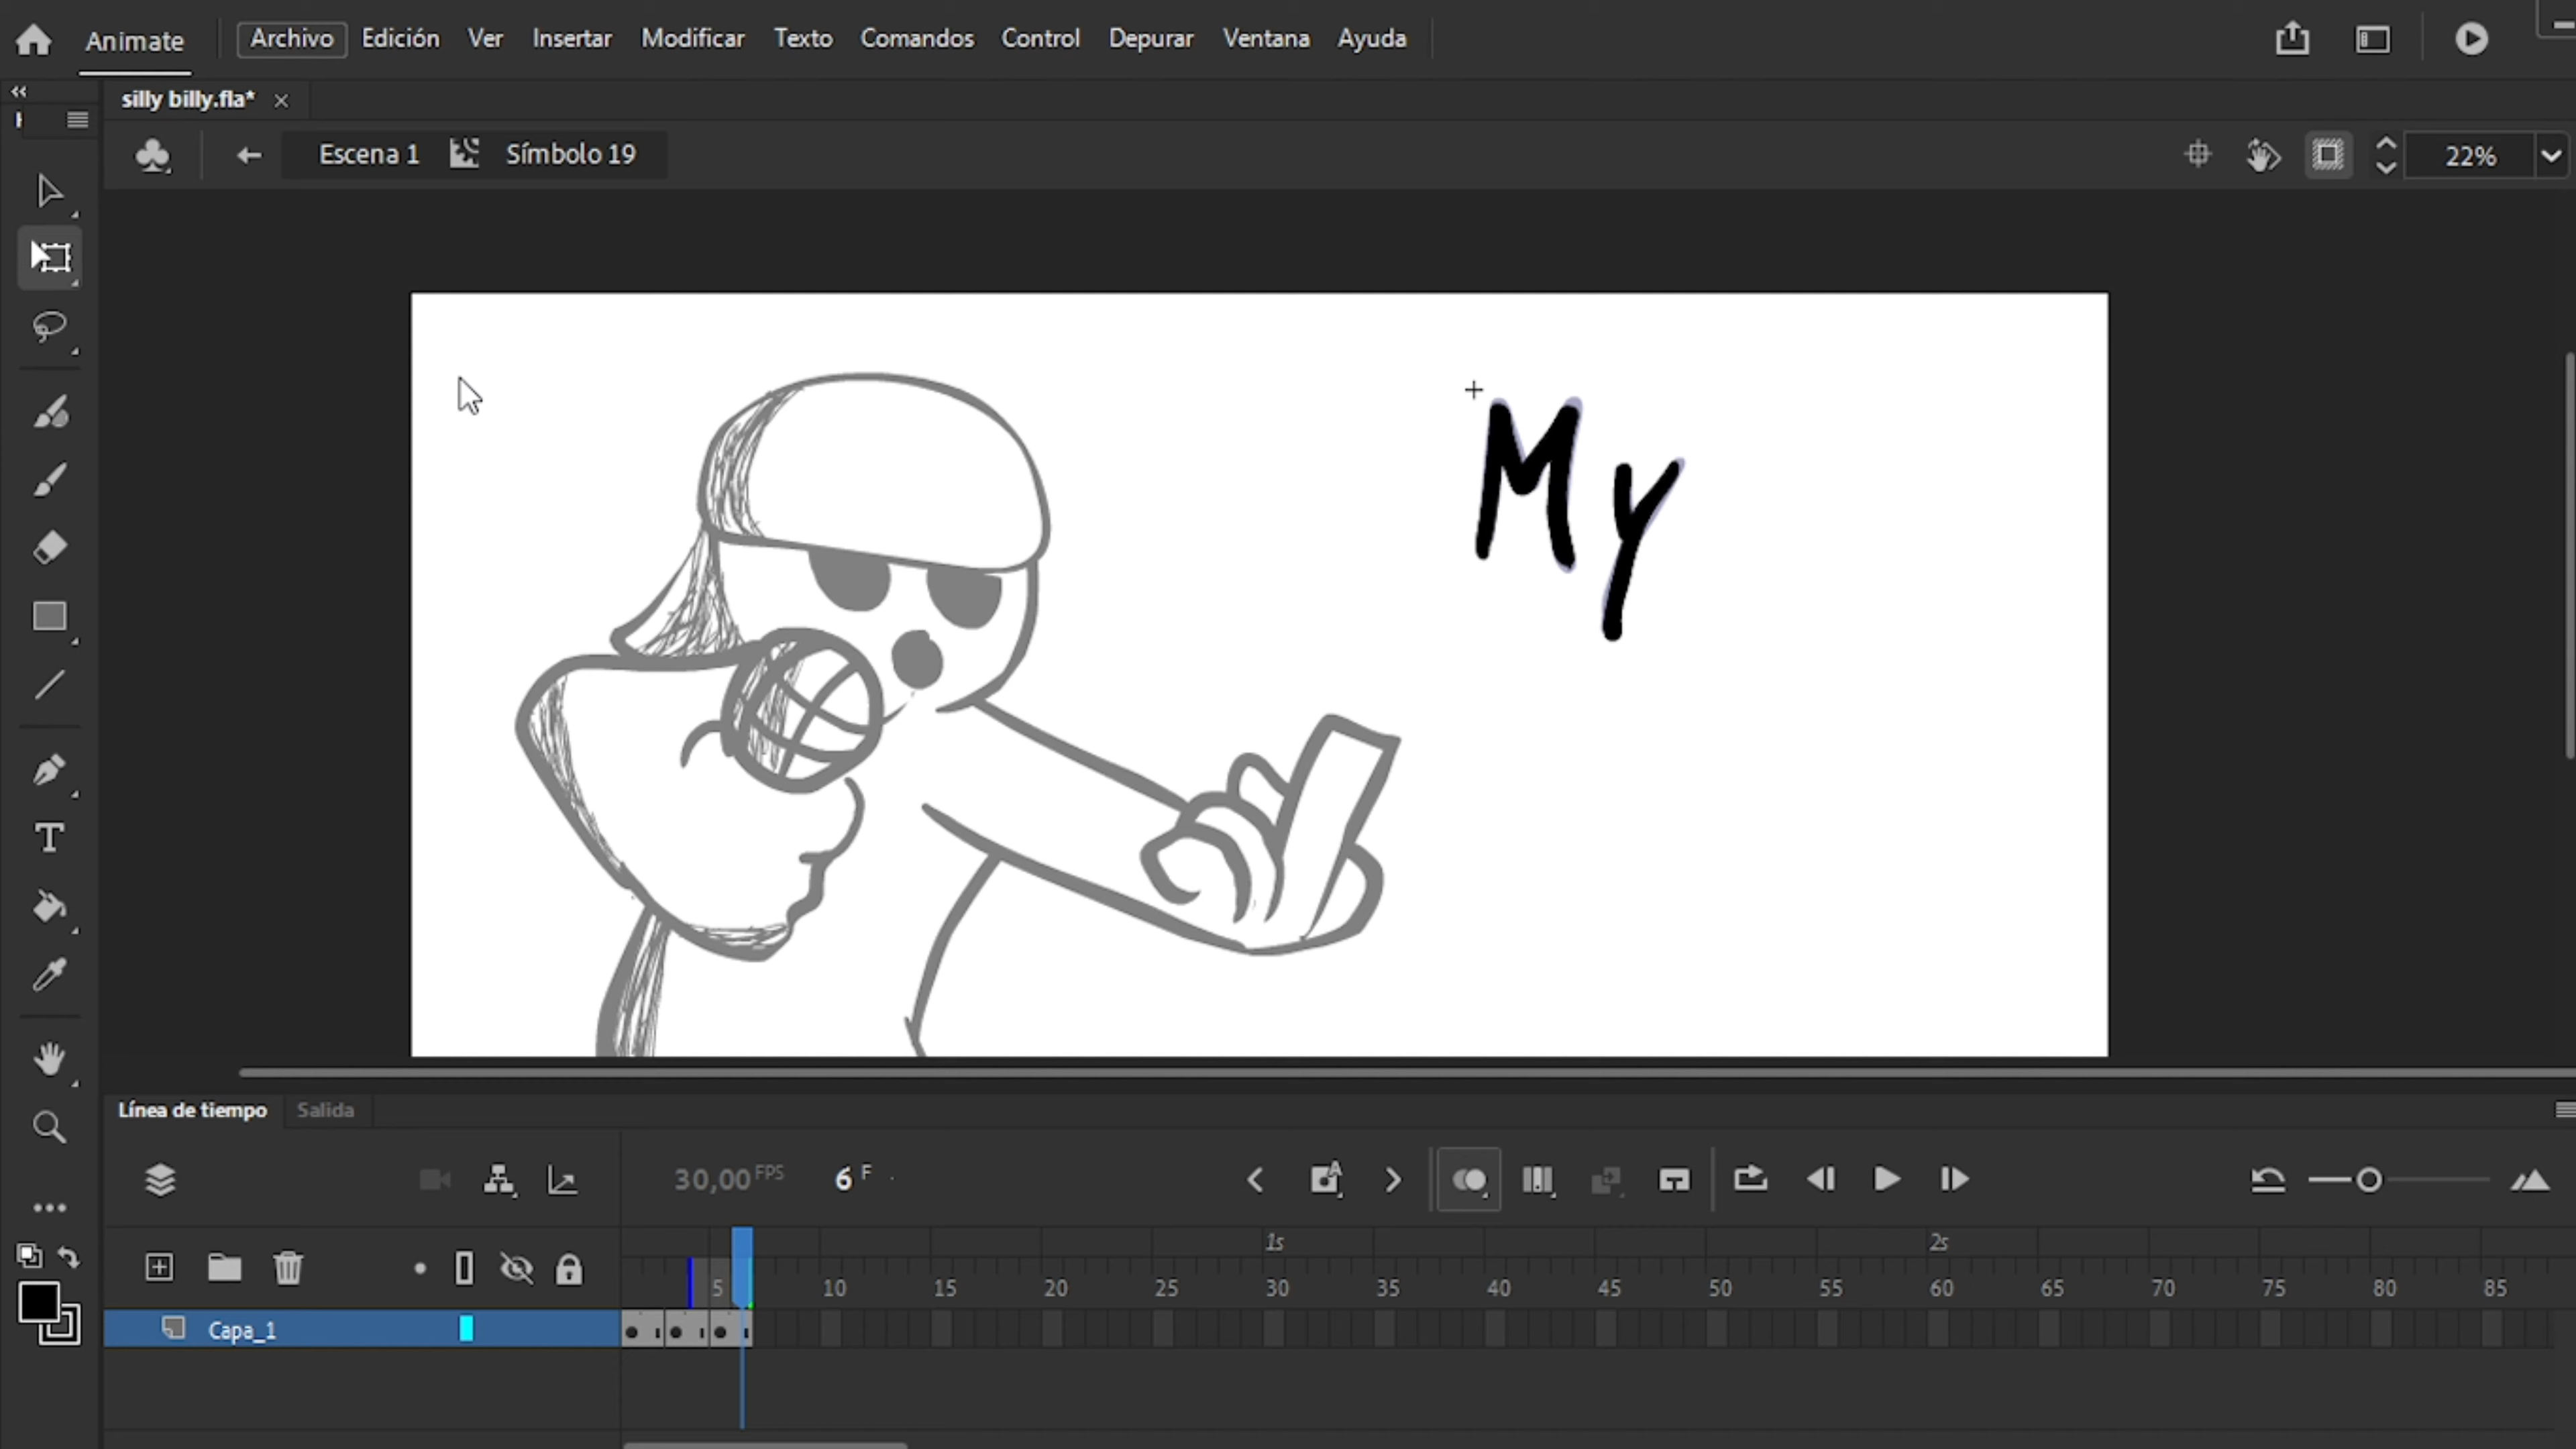 Animate Archivo Edición Ver Insertar Modificar Texto Comandos Control Depurar Ventana Ayuda
silly billy.fla*
Escena 1 Símbolo 19 22%
My
Línea de tiempo Salida
30,00 FPS 6 F
1s 2s
5 10 15 20 25 30 35 40 45 50 55 60 65 70 75 80 85
Capa_1